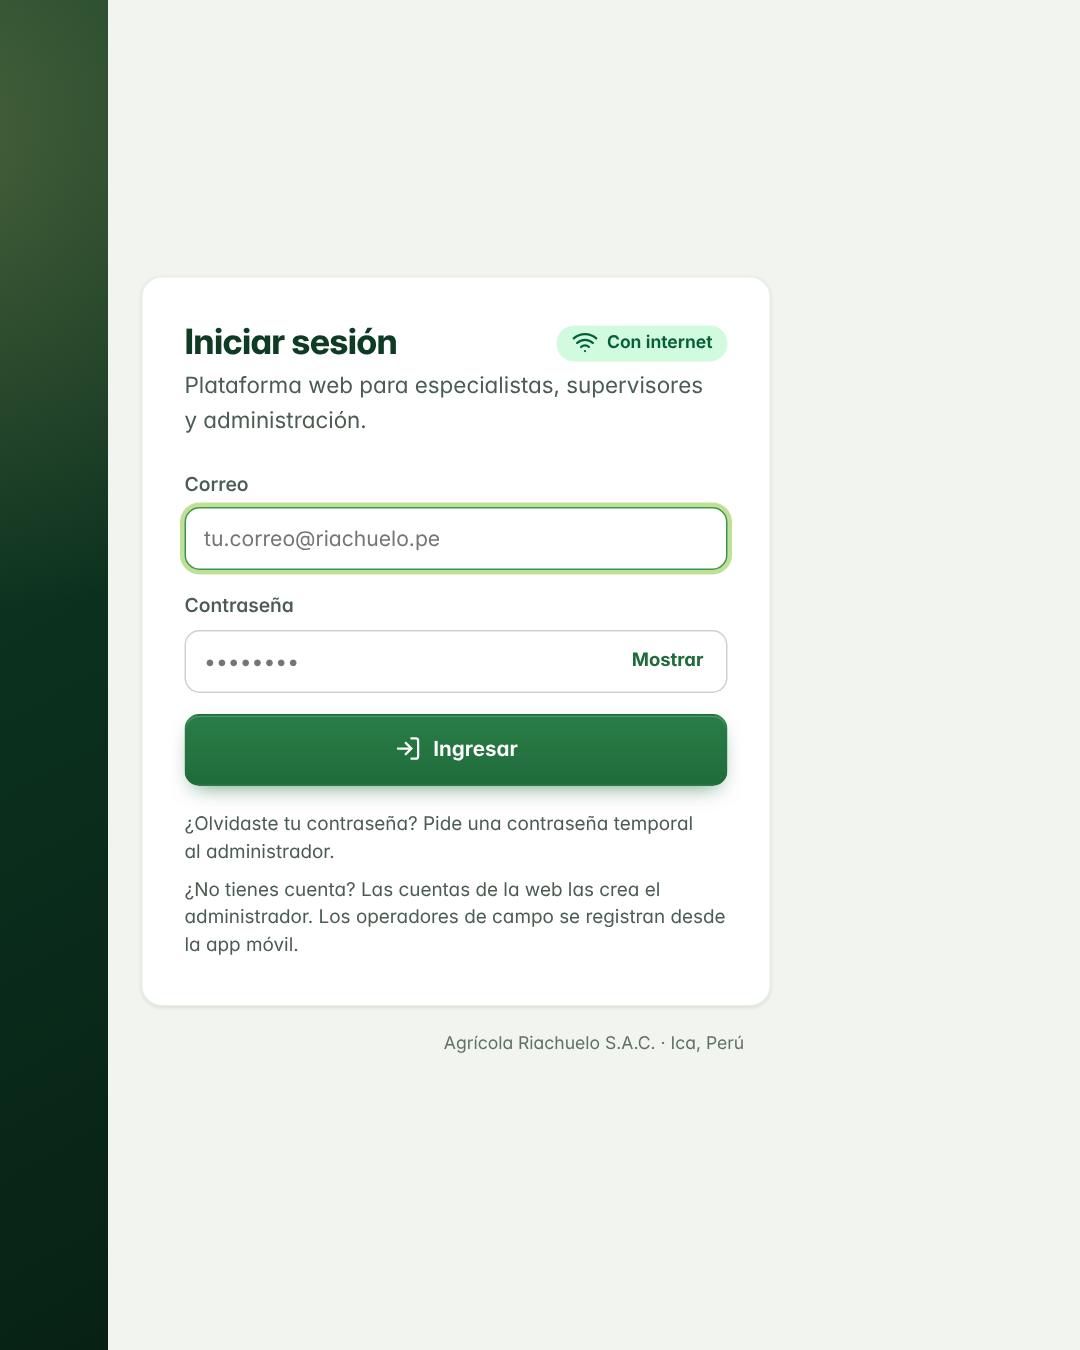 Iniciar sesión
Con internet
Plataforma web para especialistas, supervisores
y administración.
Correo
tu.correo@riachuelo.pe
Contraseña
••••••••
Mostrar
Ingresar
¿Olvidaste tu contraseña? Pide una contraseña temporal
al administrador.
¿No tienes cuenta? Las cuentas de la web las crea el
administrador. Los operadores de campo se registran desde
la app móvil.
Agrícola Riachuelo S.A.C. · Ica, Perú